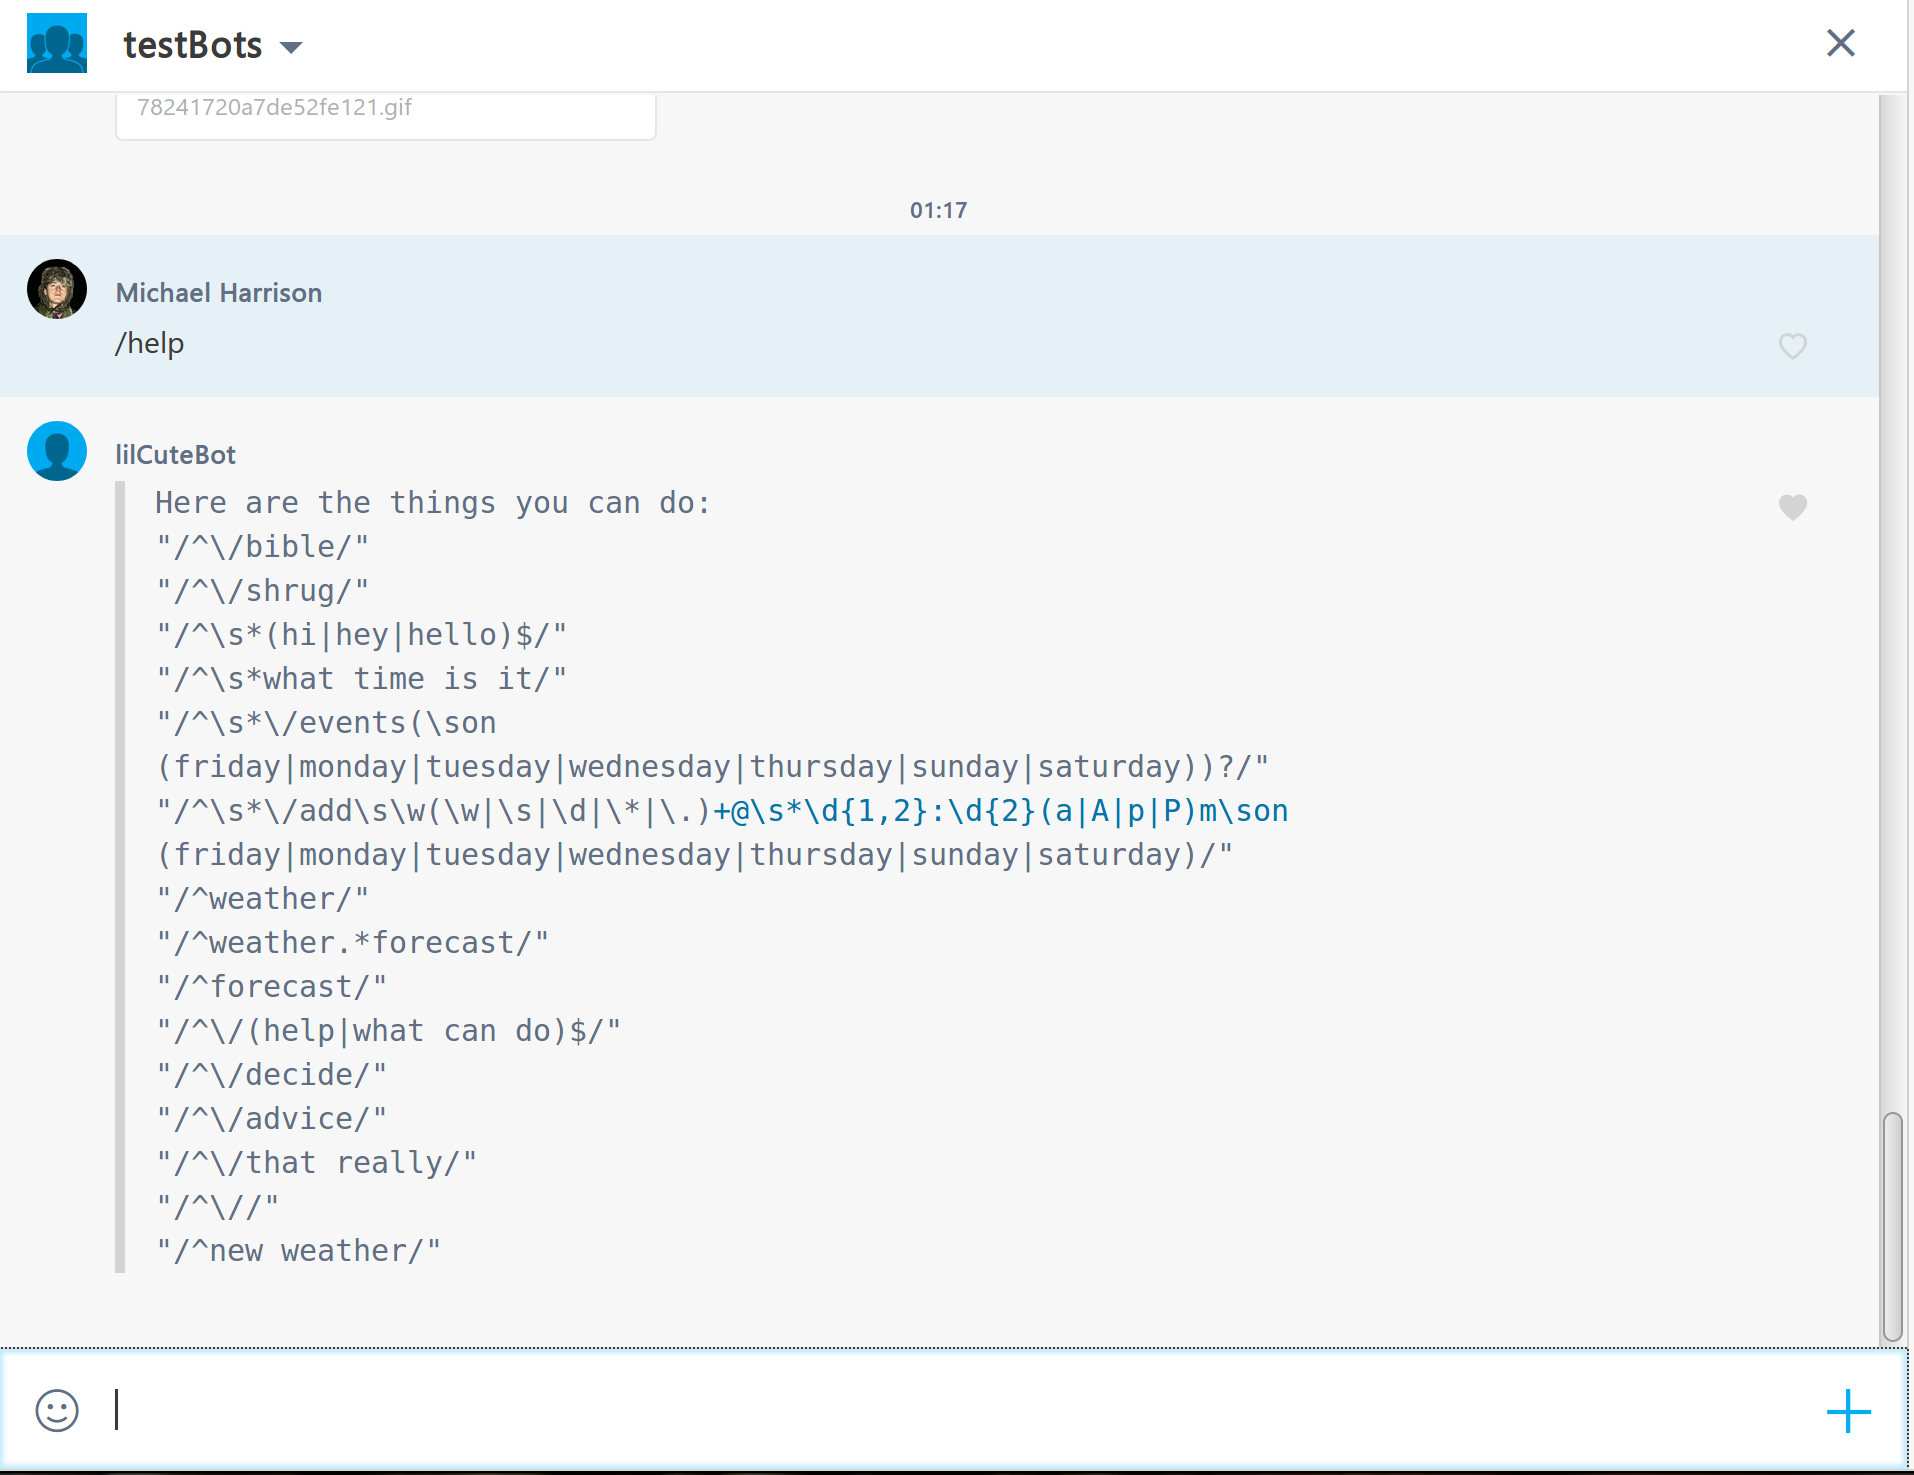 testBots
78241720a7de52fe121.gif
01:17
Michael Harrison
/help
lilCuteBot
Here are the things you can do:
"/^\/bible/"
"/^\/shrug/"
"/^\s*(hi|hey|hello)$/"
"/^\s*what time is it/"
"/^\s*\/events(\son
(friday|monday|tuesday|wednesday|thursday|sunday|saturday))?/"
"/^\s*\/add\s\w(\w|\s|\d|\*|\.)+@\s*\d{1,2}:\d{2}(a|A|p|P)m\son
(friday|monday|tuesday|wednesday|thursday|sunday|saturday)/"
"/^weather/"
"/^weather.*forecast/"
"/^forecast/"
"/^\/(help|what can do)$/"
"/^\/decide/"
"/^\/advice/"
"/^\/that really/"
"/^\//"
"/^new weather/"